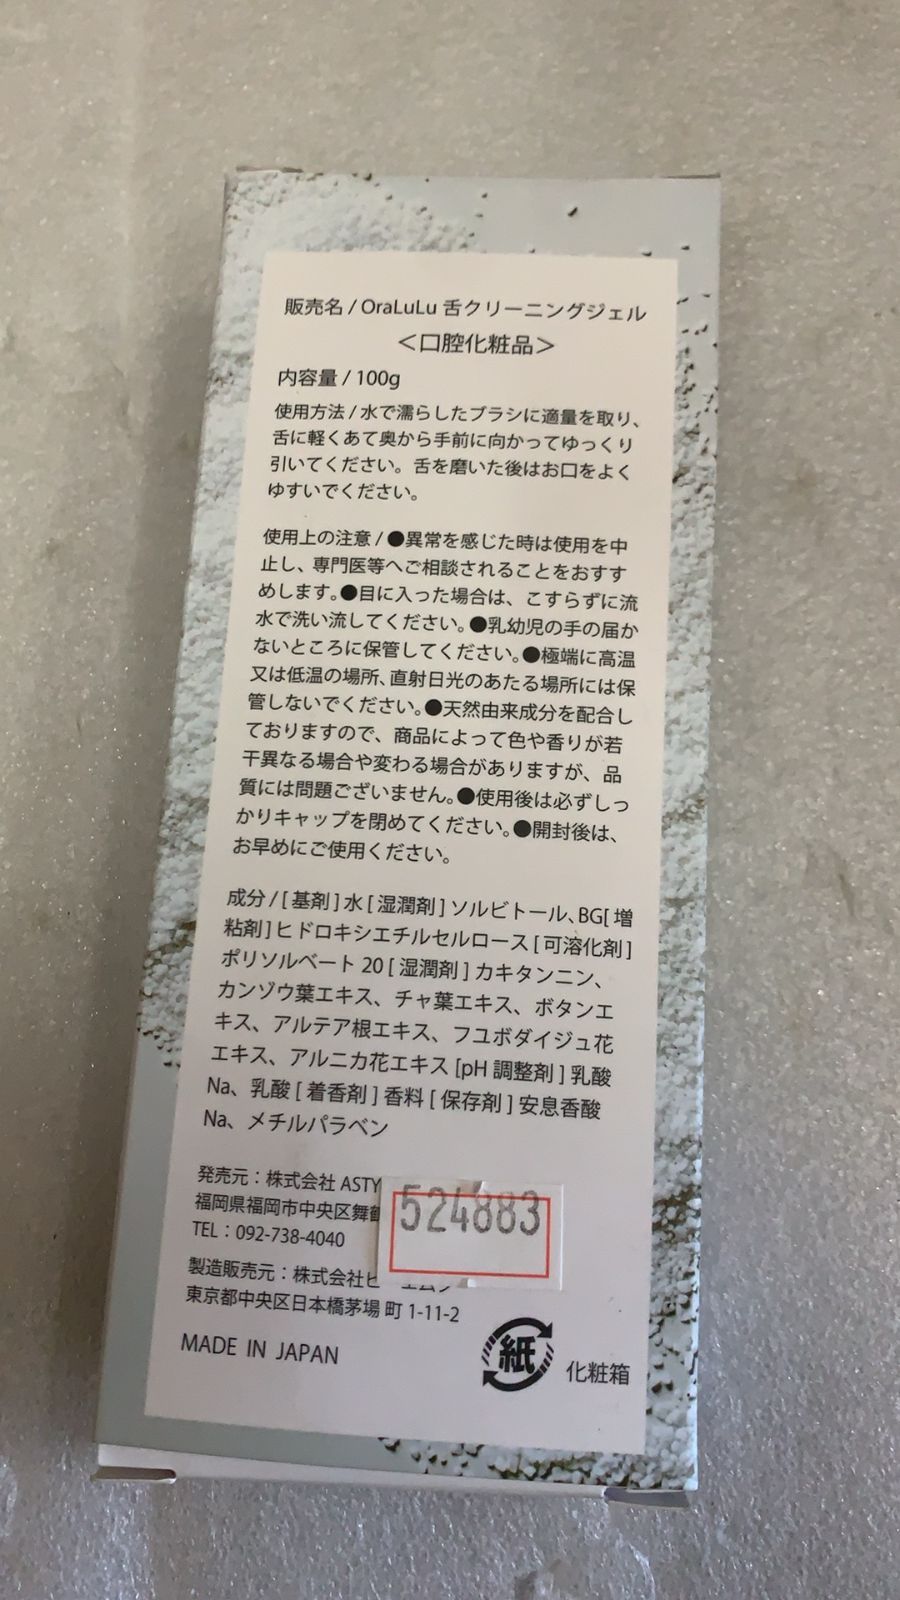 販売名 / OraLuLu 舌クリーニングジェル
＜口腔化粧品＞
内容量 / 100g
使用方法 / 水で濡らしたブラシに適量を取り、
舌に軽くあて奥から手前に向かってゆっくり
引いてください。舌を磨いた後はお口をよく
ゆすいでください。
使用上の注意 / ●異常を感じた時は使用を中
止し、専門医等へご相談されることをおすす
めします。●目に入った場合は、こすらずに流
水で洗い流してください。●乳幼児の手の届か
ないところに保管してください。●極端に高温
又は低温の場所、直射日光のあたる場所には保
管しないでください。●天然由来成分を配合し
ておりますので、商品によって色や香りが若
干異なる場合や変わる場合がありますが、品
質には問題ございません。●使用後は必ずしっ
かりキャップを閉めてください。●開封後は、
お早めにご使用ください。
成分 / [ 基剤 ] 水 [ 湿潤剤 ] ソルビトール、BG[ 増
粘剤 ] ヒドロキシエチルセルロース [ 可溶化剤 ]
ポリソルベート 20 [ 湿潤剤 ] カキタンニン、
カンゾウ葉エキス、チャ葉エキス、ボタンエ
キス、アルテア根エキス、フユボダイジュ花
エキス、アルニカ花エキス [pH 調整剤 ] 乳酸
Na、乳酸 [ 着香剤 ] 香料 [ 保存剤 ] 安息香酸
Na、メチルパラベン
発売元：株式会社 ASTY
福岡県福岡市中央区舞鶴
524883
TEL：092-738-4040
製造販売元：株式会社
東京都中央区日本橋茅場 町 1-11-2
MADE IN JAPAN
紙
化粧箱